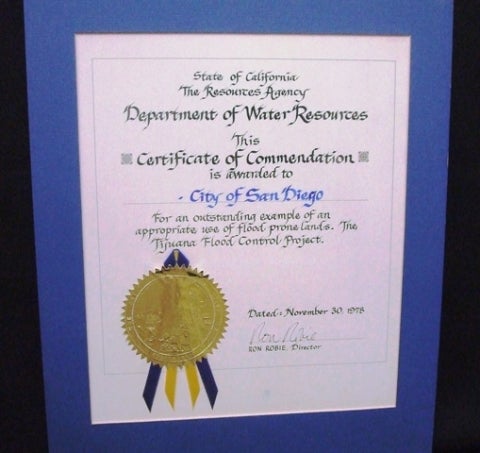 State of California
The Resources Agency
Department of Water Resources
This
Certificate of Commendation
is awarded to
- City of San Diego
For an outstanding example of an
appropriate use of flood prone lands. The
Tijuana Flood Control Project.
Dated: November 30, 1978
Ron Robie
RON ROBIE, Director